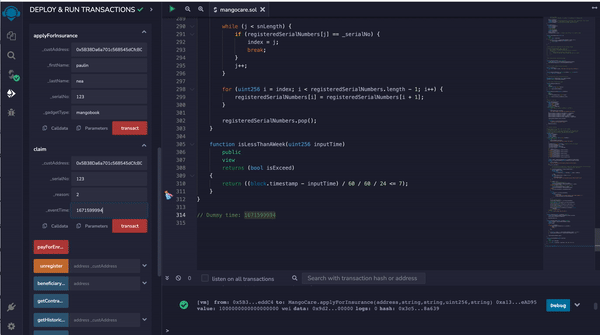 DEPLOY & RUN TRANSACTIONS
applyForInsurance
_custAddress: 0x5B38Da6a701c568545dCfcBC
_firstName: paulin
_lastName: nea
_serialNo: 123
_gadgetType: mangobook
Calldata Parameters transact
claim
_custAddress: 0x5B38Da6a701c568545dCfcBC
_serialNo: 123
_reason: 2
_eventTime: 1671599994
Calldata Parameters transact
payForEnr...
unregister address _custAddress
beneficiary... address
getContra...
getHistori... address _custAddress
mangocare.sol
289
290 while (j < snLength) {
291 if (registeredSerialNumbers[j] == _serialNo) {
292 index = j;
293 break;
294 }
295 j++;
296 }
297
298 for (uint256 i = index; i < registeredSerialNumbers.length - 1; i++) {
299 registeredSerialNumbers[i] = registeredSerialNumbers[i + 1];
300 }
301
302 registeredSerialNumbers.pop();
303 }
304
305 function isLessThanAWeek(uint256 inputTime)
306 public
307 view
308 returns (bool isExceed)
309 {
310 return ((block.timestamp - inputTime) / 60 / 60 / 24 <= 7);
311 }
312 }
313
314 // Dummy time: 1671599994
315
0 listen on all transactions Search with transaction hash or address
[vm] from: 0x5B3...eddC4 to: MangoCare.applyForInsurance(address,string,string,uint256,string) 0xa13...eAD95
value: 1000000000000000000 wei data: 0x9d2...00000 logs: 0 hash: 0x3c5...8a639
Debug
>